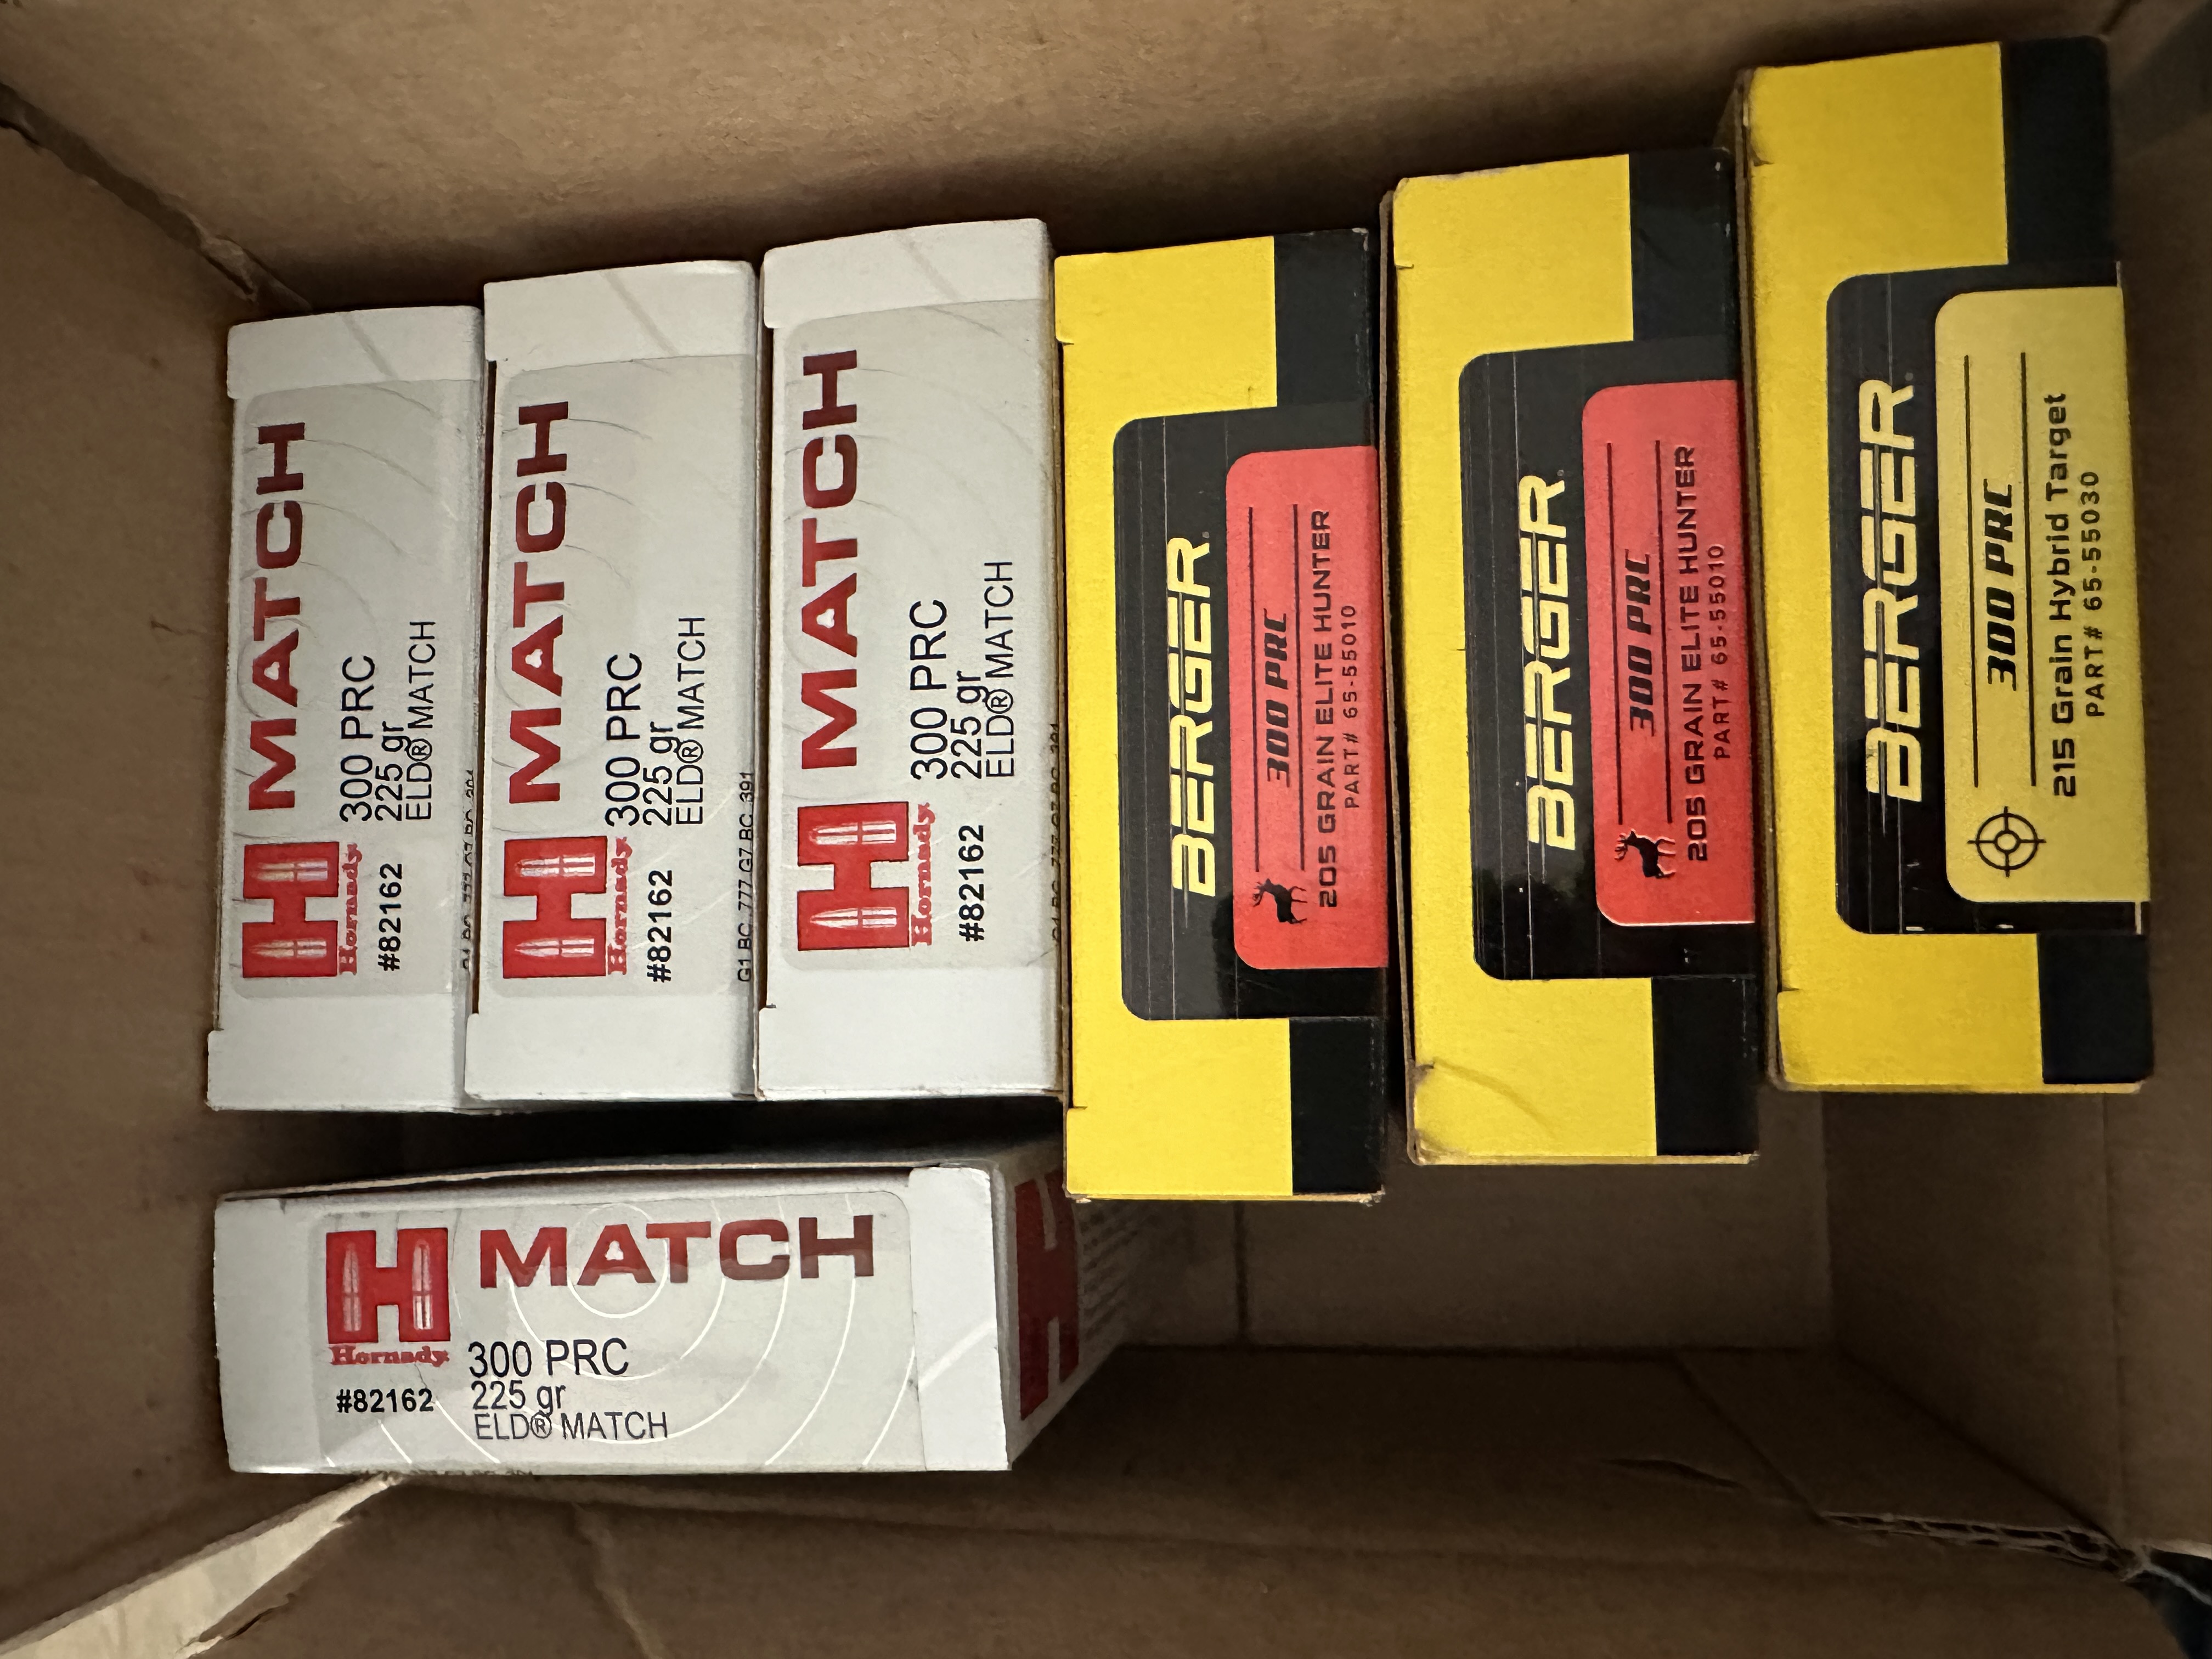 MATCH
Hornady
300 PRC
#82162
225 gr
ELD® MATCH
MATCH
Hornady
300 PRC
#82162
225 gr
ELD® MATCH
G1 BC .777 G7 BC .391
MATCH
Hornady
300 PRC
#82162
225 gr
ELD® MATCH
BERGER
300 PRC
205 GRAIN ELITE HUNTER
PART# 65-55010
BERGER
300 PRC
205 GRAIN ELITE HUNTER
PART# 65-55010
BERGER
300 PRC
215 Grain Hybrid Target
PART# 65-55030
H MATCH
Hornady
300 PRC
#82162
225 gr
ELD® MATCH